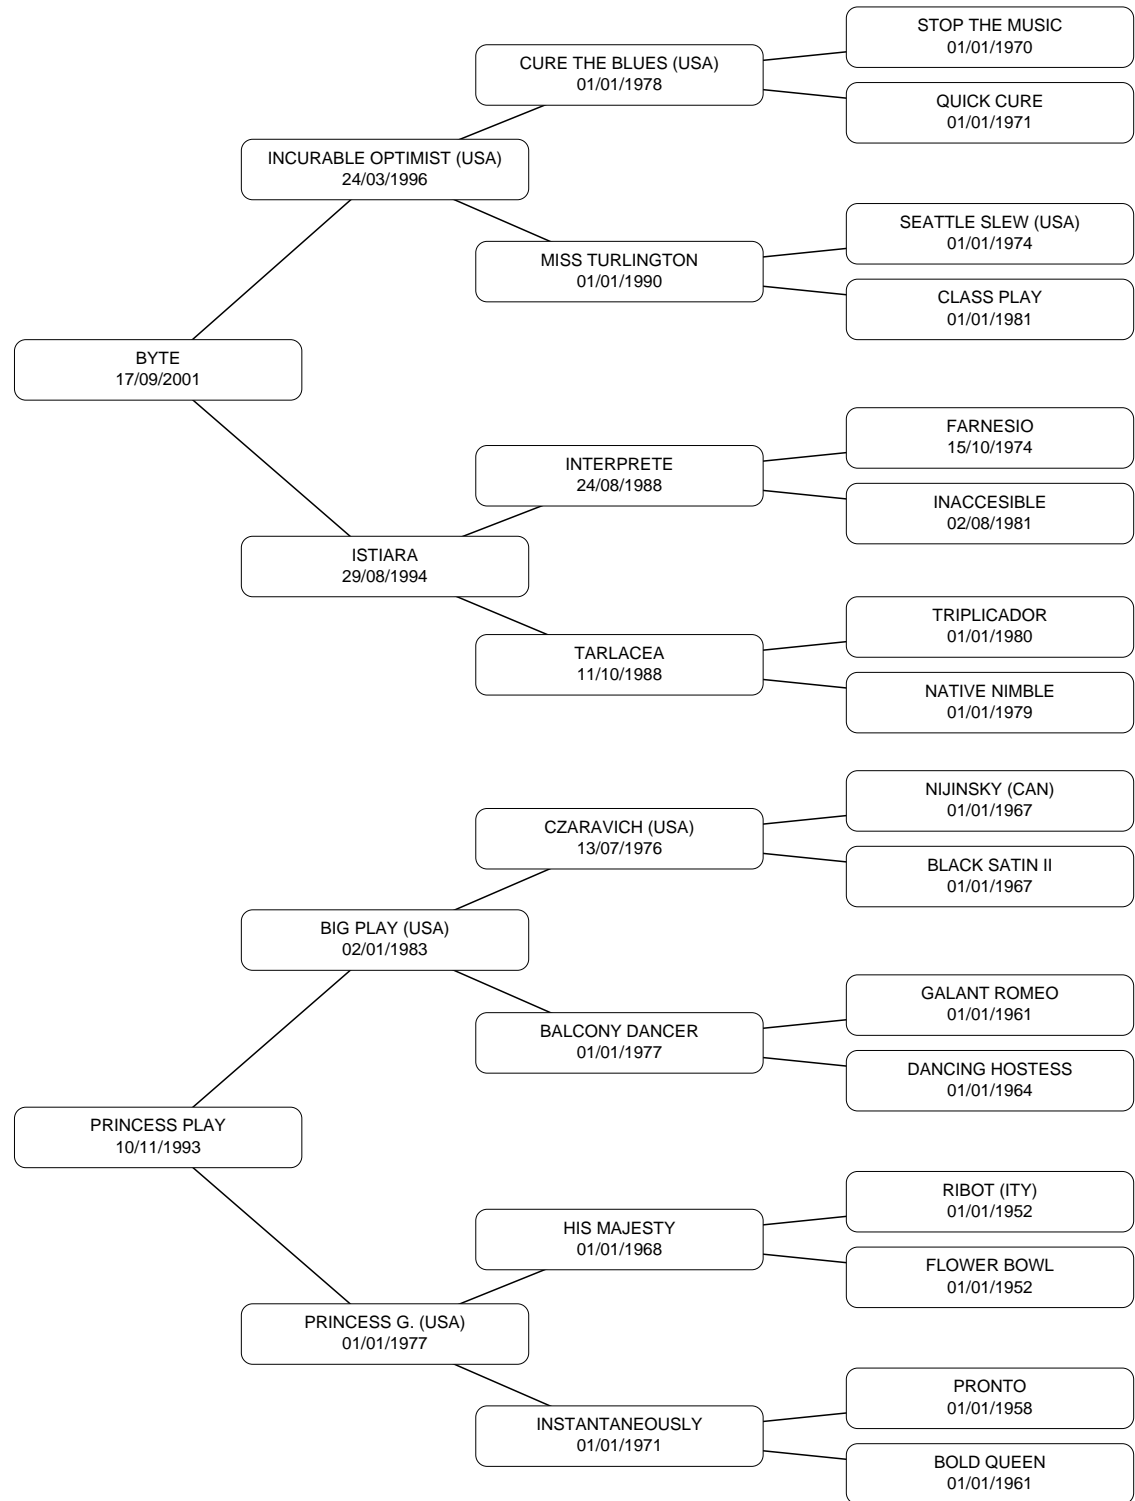 STOP THE MUSIC
01/01/1970
CURE THE BLUES (USA)
01/01/1978
QUICK CURE
01/01/1971
INCURABLE OPTIMIST (USA)
24/03/1996
SEATTLE SLEW (USA)
01/01/1974
MISS TURLINGTON
01/01/1990
CLASS PLAY
01/01/1981
BYTE
17/09/2001
FARNESIO
15/10/1974
INTERPRETE
24/08/1988
INACCESIBLE
02/08/1981
ISTIARA
29/08/1994
TRIPLICADOR
01/01/1980
TARLACEA
11/10/1988
NATIVE NIMBLE
01/01/1979
NIJINSKY (CAN)
01/01/1967
CZARAVICH (USA)
13/07/1976
BLACK SATIN II
01/01/1967
BIG PLAY (USA)
02/01/1983
GALANT ROMEO
01/01/1961
BALCONY DANCER
01/01/1977
DANCING HOSTESS
01/01/1964
PRINCESS PLAY
10/11/1993
RIBOT (ITY)
01/01/1952
HIS MAJESTY
01/01/1968
FLOWER BOWL
01/01/1952
PRINCESS G. (USA)
01/01/1977
PRONTO
01/01/1958
INSTANTANEOUSLY
01/01/1971
BOLD QUEEN
01/01/1961